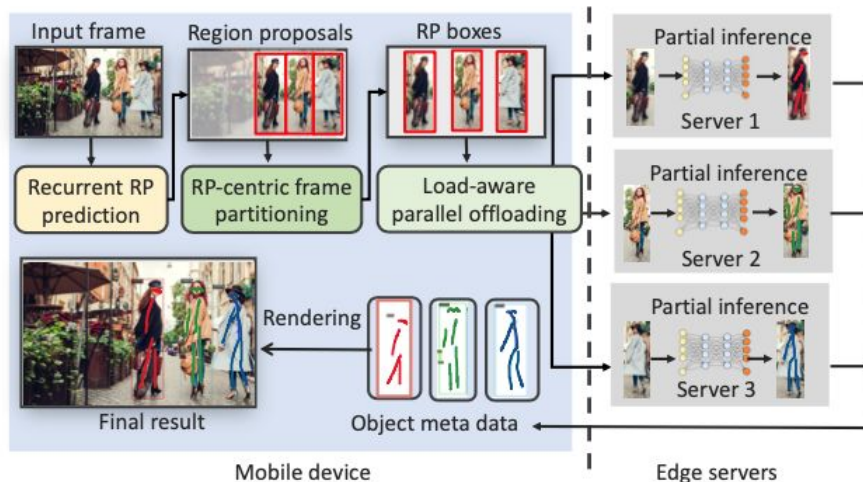 Input frame
Region proposals
RP boxes
Recurrent RP
prediction
RP-centric frame
partitioning
Load-aware
parallel offloading
Partial inference
Server 1
Partial inference
Server 2
Partial inference
Server 3
Rendering
Final result
Object meta data
Mobile device
Edge servers